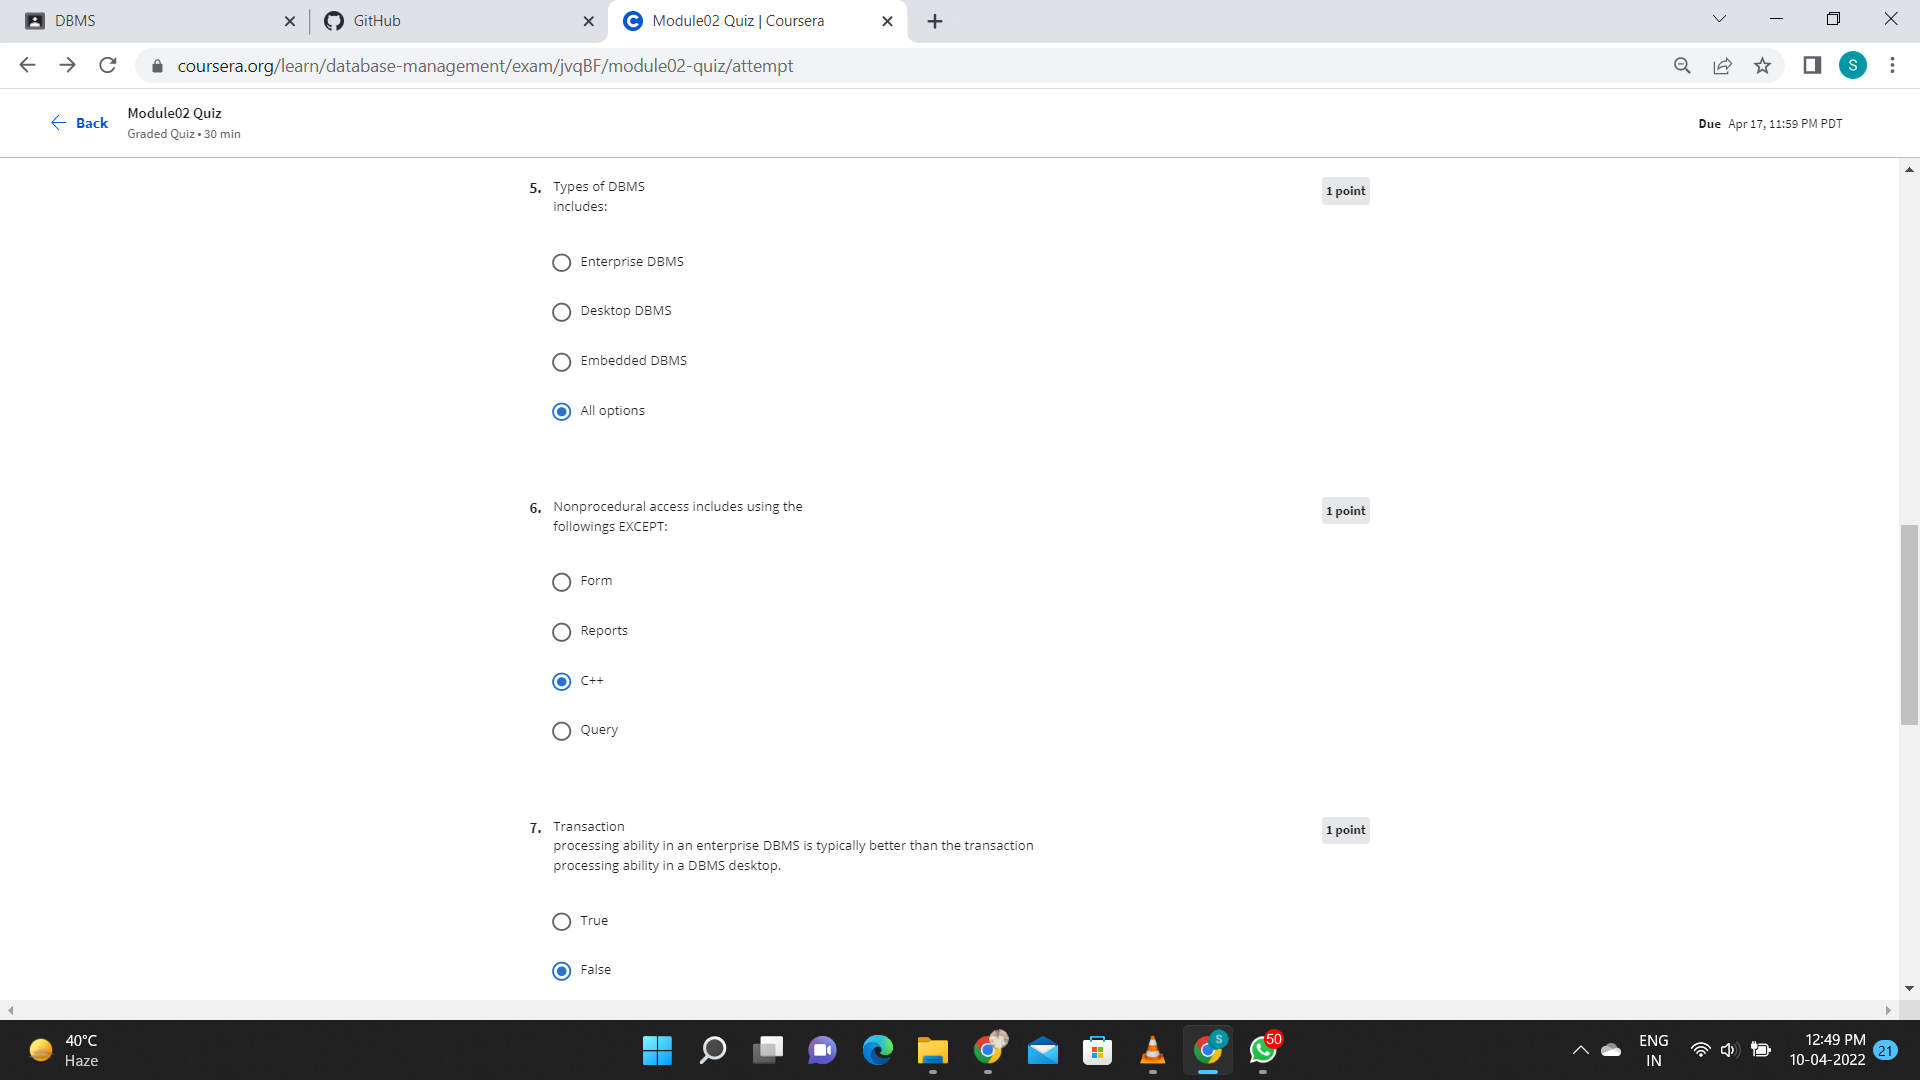 DBMS
GitHub
Module02 Quiz | Coursera
coursera.org/learn/database-management/exam/jvqBF/module02-quiz/attempt
S
Back
Module02 Quiz
Graded Quiz • 30 min
Due Apr 17, 11:59 PM PDT
5. Types of DBMS
includes:
1 point
Enterprise DBMS
Desktop DBMS
Embedded DBMS
All options
6. Nonprocedural access includes using the
followings EXCEPT:
1 point
Form
Reports
C++
Query
7. Transaction
processing ability in an enterprise DBMS is typically better than the transaction
processing ability in a DBMS desktop.
1 point
True
False
40°C
Haze
S
50
ENG
IN
12:49 PM
10-04-2022
21